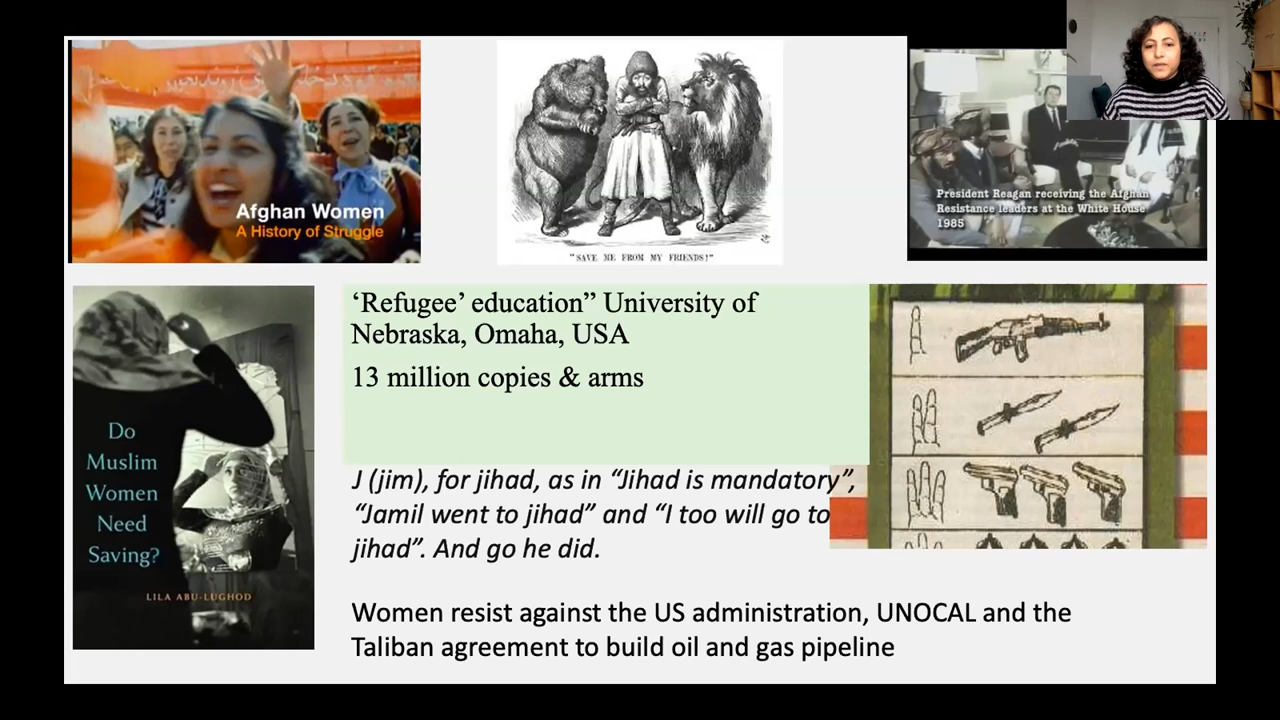 Afghan Women
A History of Struggle
"SAVE ME FROM MY FRIENDS!"
President Reagan receiving the Afghan
Resistance leaders at the White House
1985
Do
Muslim
Women
Need
Saving?
LILA ABU-LUGHOD
‘Refugee’ education” University of
Nebraska, Omaha, USA
13 million copies & arms
J (jim), for jihad, as in “Jihad is mandatory”,
“Jamil went to jihad” and “I too will go to
jihad”. And go he did.
Women resist against the US administration, UNOCAL and the
Taliban agreement to build oil and gas pipeline